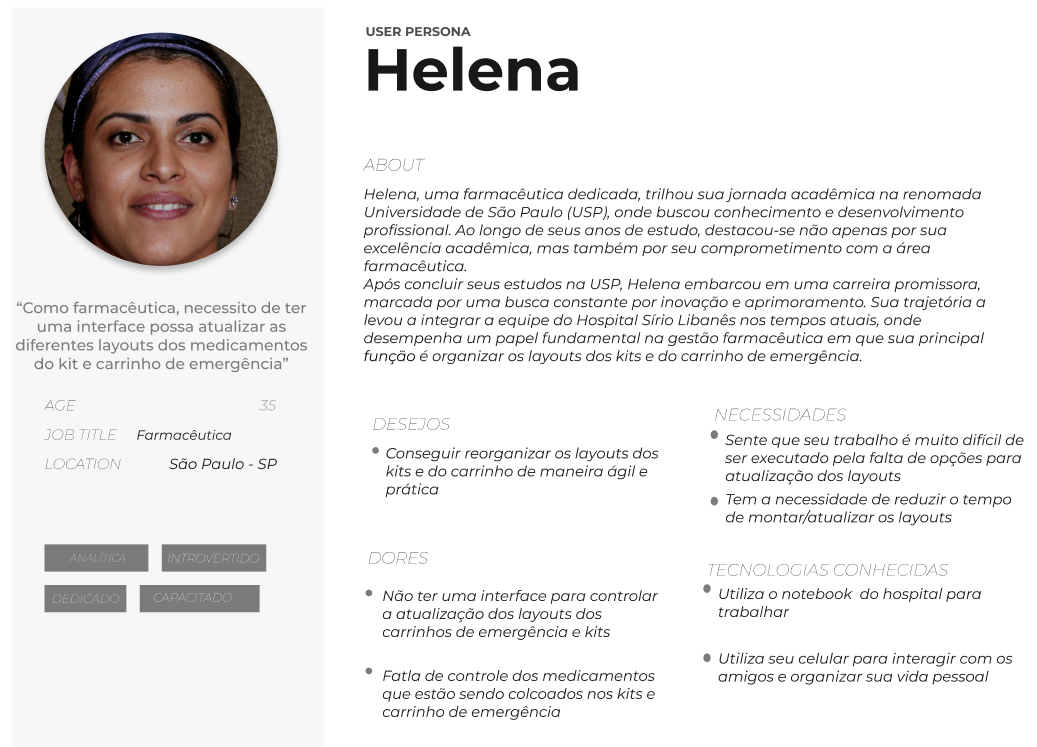 USER PERSONA
Helena
ABOUT
Helena, uma farmacêutica dedicada, trilhou sua jornada acadêmica na renomada
Universidade de São Paulo (USP), onde buscou conhecimento e desenvolvimento
profissional. Ao longo de seus anos de estudo, destacou-se não apenas por sua
excelência acadêmica, mas também por seu comprometimento com a área
farmacêutica.
Após concluir seus estudos na USP, Helena embarcou em uma carreira promissora,
marcada por uma busca constante por inovação e aprimoramento. Sua trajetória a
levou a integrar a equipe do Hospital Sírio Libanês nos tempos atuais, onde
desempenha um papel fundamental na gestão farmacêutica em que sua principal
função é organizar os layouts dos kits e do carrinho de emergência.
“Como farmacêutica, necessito de ter
uma interface possa atualizar as
diferentes layouts dos medicamentos
do kit e carrinho de emergência”
AGE 35
JOB TITLE Farmacêutica
LOCATION São Paulo - SP
ANALÍTICA INTROVERTIDO
DEDICADO CAPACITADO
DESEJOS
Conseguir reorganizar os layouts dos
kits e do carrinho de maneira ágil e
prática
NECESSIDADES
Sente que seu trabalho é muito difícil de
ser executado pela falta de opções para
atualização dos layouts
Tem a necessidade de reduzir o tempo
de montar/atualizar os layouts
DORES
Não ter uma interface para controlar
a atualização dos layouts dos
carrinhos de emergência e kits
Fatla de controle dos medicamentos
que estão sendo colcoados nos kits e
carrinho de emergência
TECNOLOGIAS CONHECIDAS
Utiliza o notebook do hospital para
trabalhar
Utiliza seu celular para interagir com os
amigos e organizar sua vida pessoal